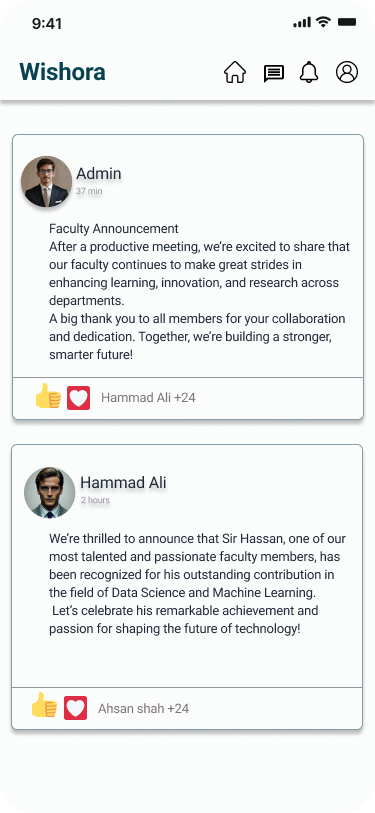 9:41
Wishora
Admin
37 min
Faculty Announcement
After a productive meeting, we're excited to share that
our faculty continues to make great strides in
enhancing learning, innovation, and research across
departments.
A big thank you to all members for your collaboration
and dedication. Together, we're building a stronger,
smarter future!
Hammad Ali +24
Hammad Ali
2 hours
We're thrilled to announce that Sir Hassan, one of our
most talented and passionate faculty members, has
been recognized for his outstanding contribution in
the field of Data Science and Machine Learning.
Let's celebrate his remarkable achievement and
passion for shaping the future of technology!
Ahsan shah +24